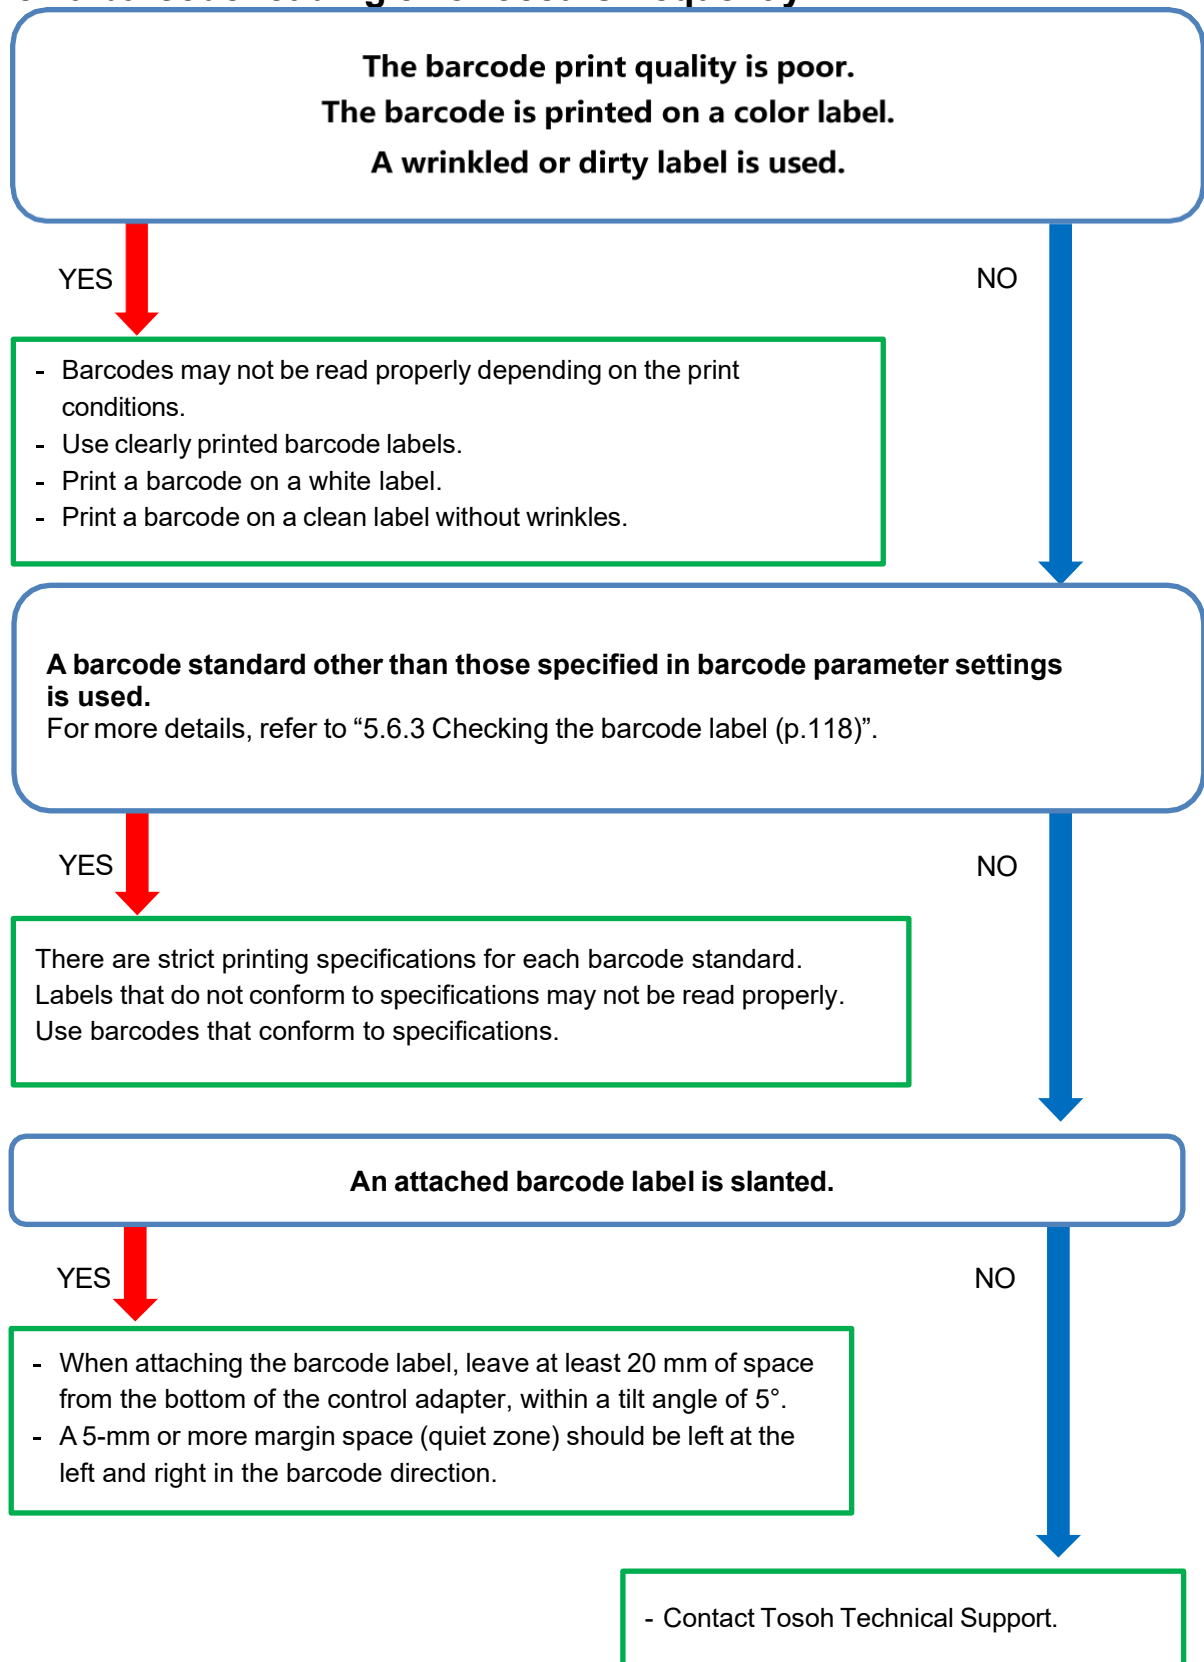 The barcode print quality is poor.
The barcode is printed on a color label.
A wrinkled or dirty label is used.
YES
NO
- Barcodes may not be read properly depending on the print
conditions.
- Use clearly printed barcode labels.
- Print a barcode on a white label.
- Print a barcode on a clean label without wrinkles.
A barcode standard other than those specified in barcode parameter settings
is used.
For more details, refer to “5.6.3 Checking the barcode label (p.118)”.
YES
NO
There are strict printing specifications for each barcode standard.
Labels that do not conform to specifications may not be read properly.
Use barcodes that conform to specifications.
An attached barcode label is slanted.
YES
NO
- When attaching the barcode label, leave at least 20 mm of space
from the bottom of the control adapter, within a tilt angle of 5°.
- A 5-mm or more margin space (quiet zone) should be left at the
left and right in the barcode direction.
- Contact Tosoh Technical Support.